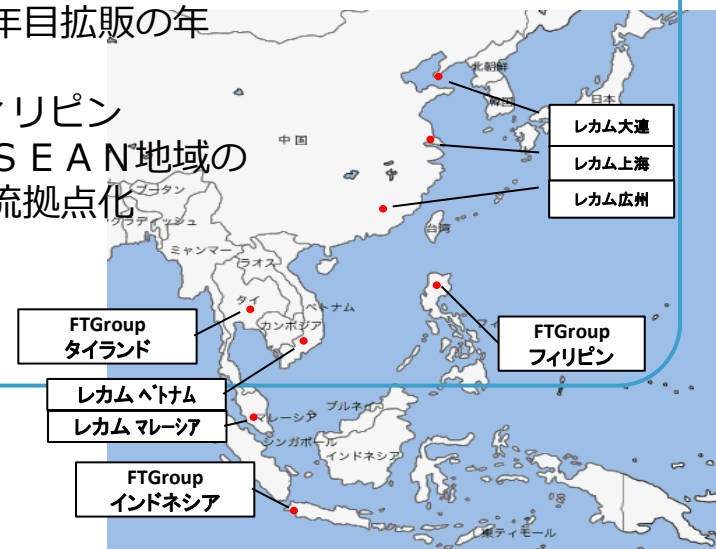 年目拡販の年
ィリピン
ＳＥＡＮ地域の
流拠点化
北朝鮮
韓国
日本
中国
レカム大連
レカム上海
レカム広州
ブータン
台湾
ミャンマー
ラオス
タイ
ベトナム
カンボジア
フィ
FTGroup
タイランド
FTGroup
フィリピン
レカム ベトナム
レカム マレーシア
マレーシア
ブルネイ
シンガポール
インドネシア
FTGroup
インドネシア
東ティモール